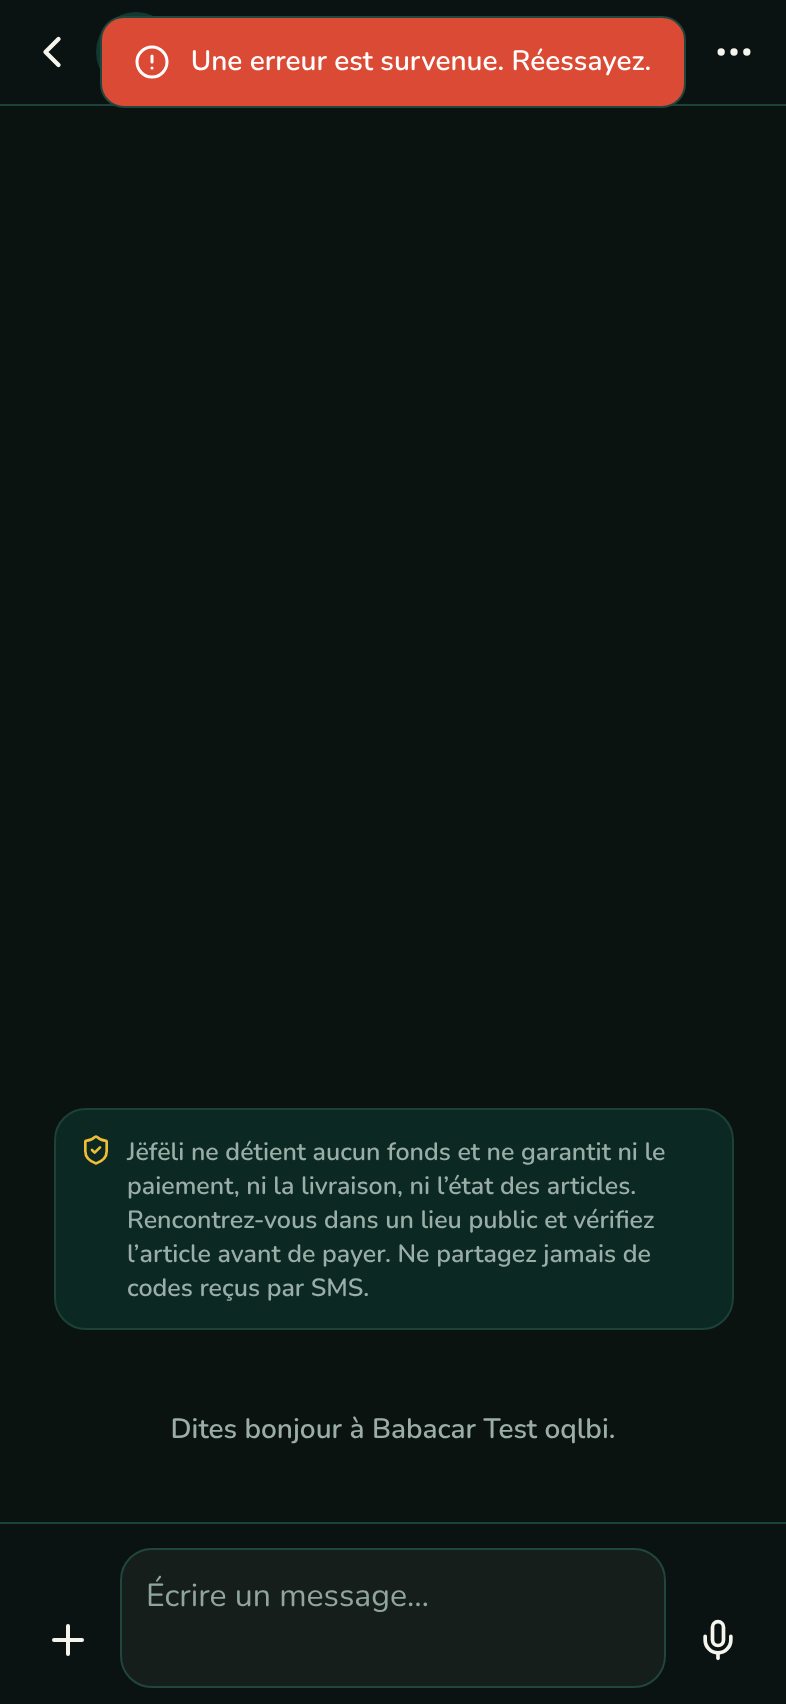 Une erreur est survenue. Réessayez.
Jëfëli ne détient aucun fonds et ne garantit ni le
paiement, ni la livraison, ni l’état des articles.
Rencontrez-vous dans un lieu public et vérifiez
l’article avant de payer. Ne partagez jamais de
codes reçus par SMS.
Dites bonjour à Babacar Test oqlbi.
Écrire un message...